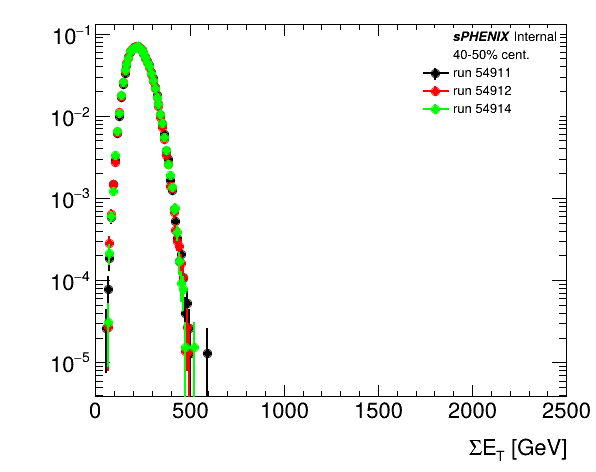 sPHENIX Internal
40-50% cent.
run 54911
run 54912
run 54914
10⁻¹
10⁻²
10⁻³
10⁻⁴
10⁻⁵
0 500 1000 1500 2000 2500
ΣE_T [GeV]